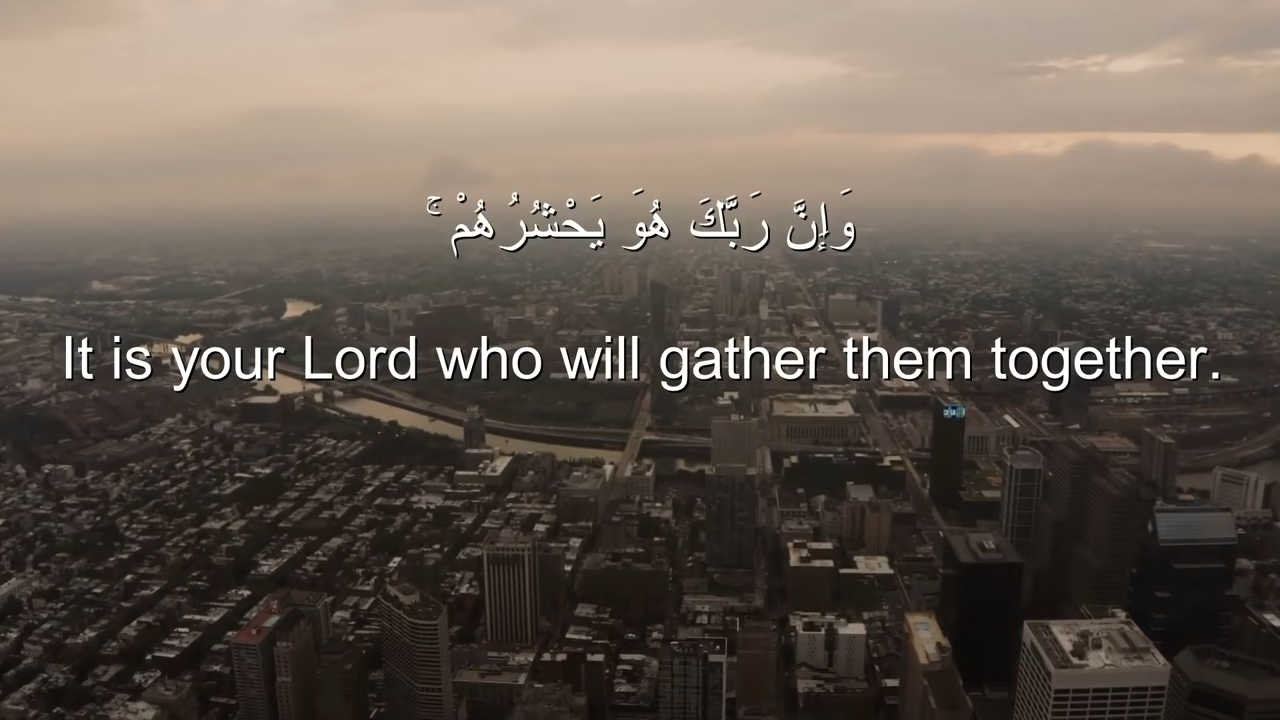 وَإِنَّ رَبَّكَ هُوَ يَحْشُرُهُمْ ۚ
It is your Lord who will gather them together.